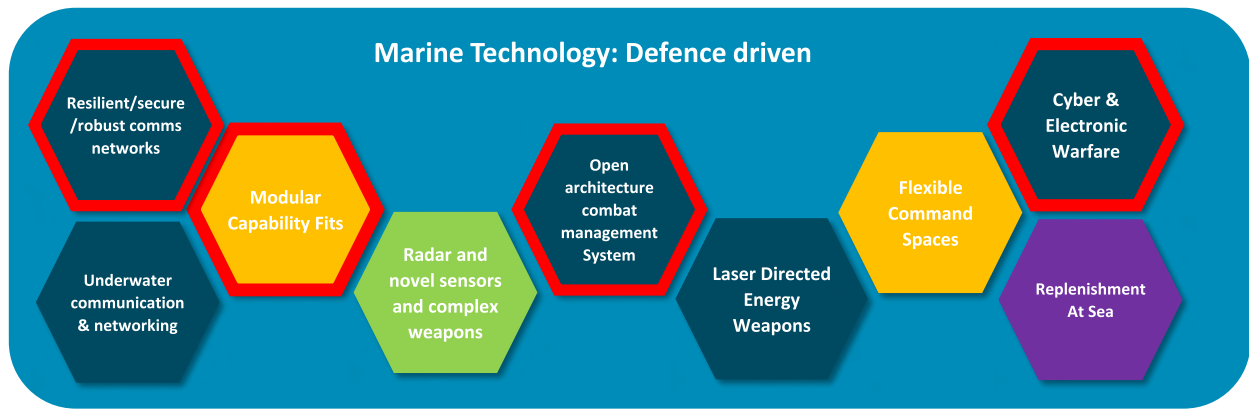 Marine Technology: Defence driven
Resilient/secure
/robust comms
networks
Underwater
communication
& networking
Modular
Capability Fits
Radar and
novel sensors
and complex
weapons
Open
architecture
combat
management
System
Laser Directed
Energy
Weapons
Flexible
Command
Spaces
Cyber &
Electronic
Warfare
Replenishment
At Sea